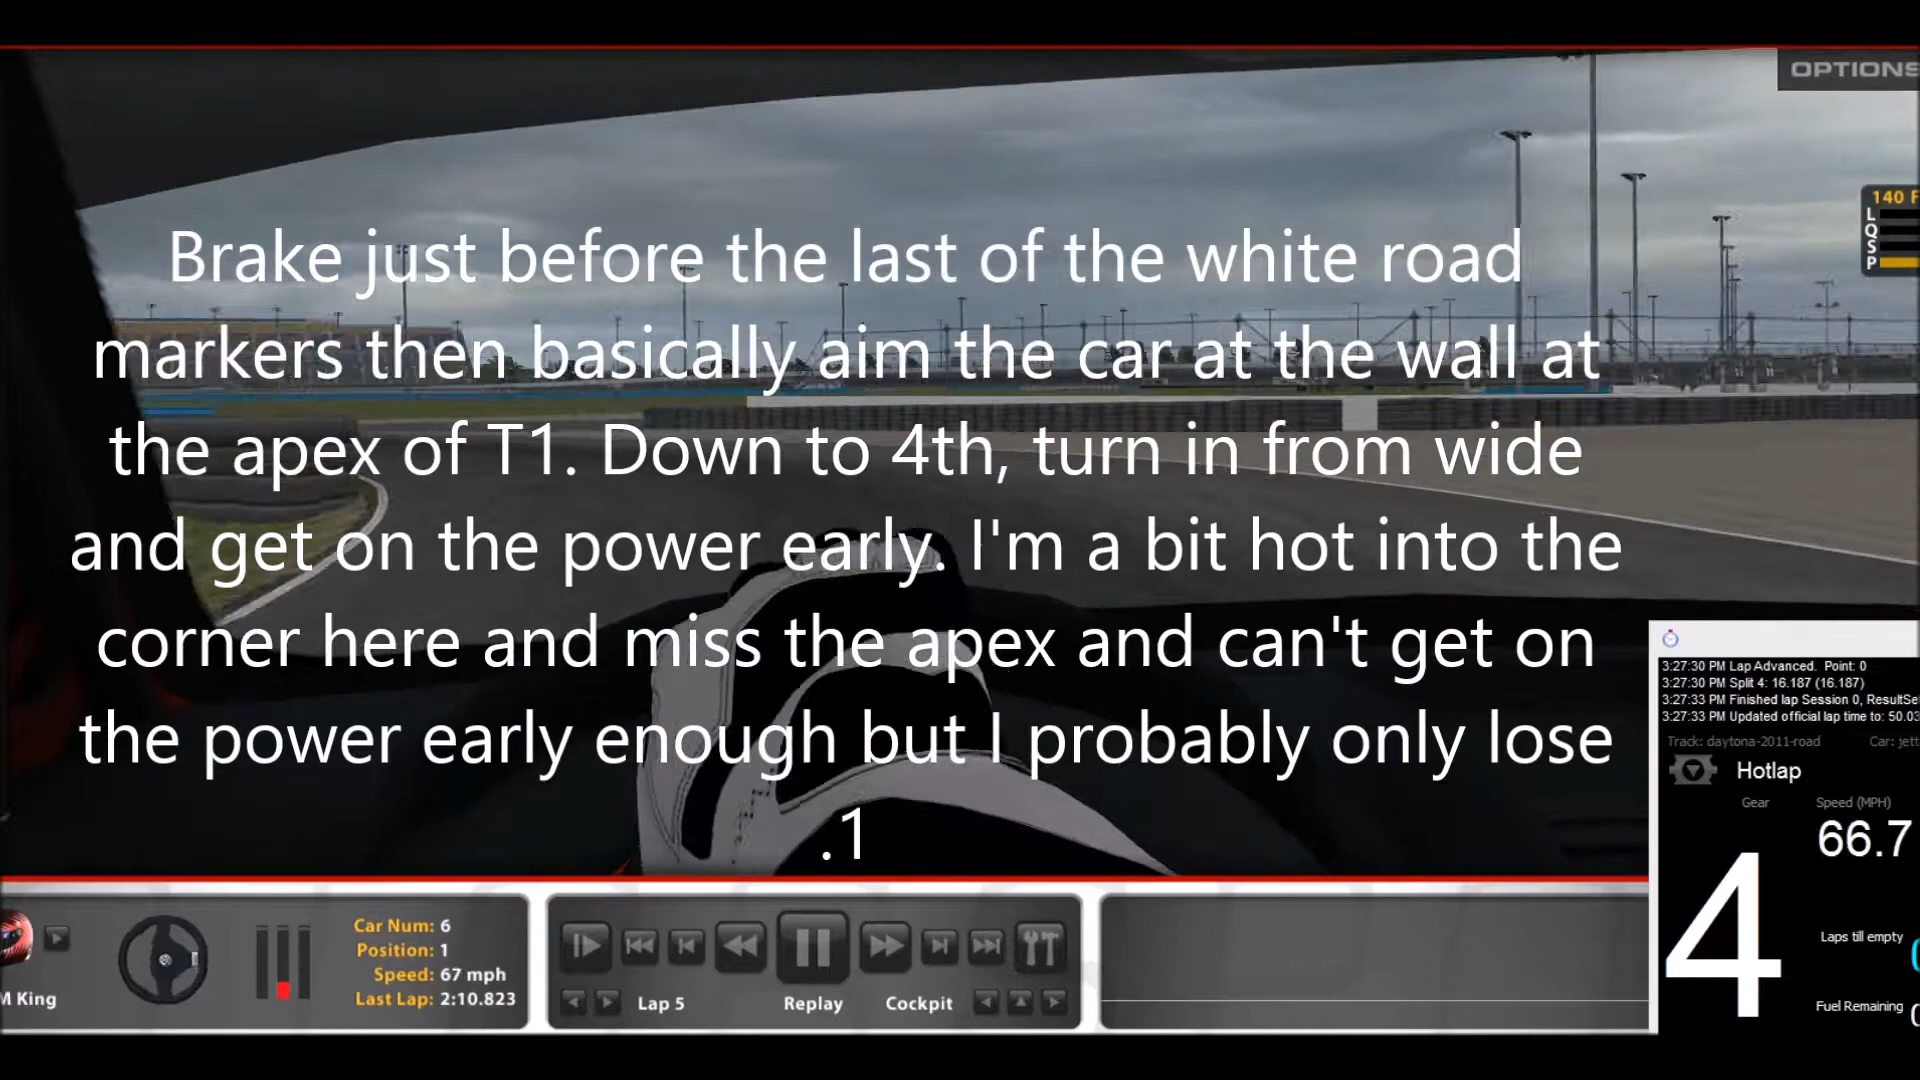 OPTIONS
140 F
L
Q
S
P
Brake just before the last of the white road
markers then basically aim the car at the wall at
the apex of T1. Down to 4th, turn in from wide
and get on the power early. I'm a bit hot into the
corner here and miss the apex and can't get on
the power early enough but I probably only lose
.1
3:27:30 PM Lap Advanced. Point: 0
3:27:30 PM Split 4: 16.187 (16.187)
3:27:33 PM Finished lap Session 0, ResultSe
3:27:33 PM Updated official lap time to: 50.03
Track: daytona-2011-road Car: jett
Hotlap
Gear Speed (MPH)
66.7
4
Laps till empty
Fuel Remaining
M King
Car Num: 6
Position: 1
Speed: 67 mph
Last Lap: 2:10.823
Lap 5
Replay
Cockpit